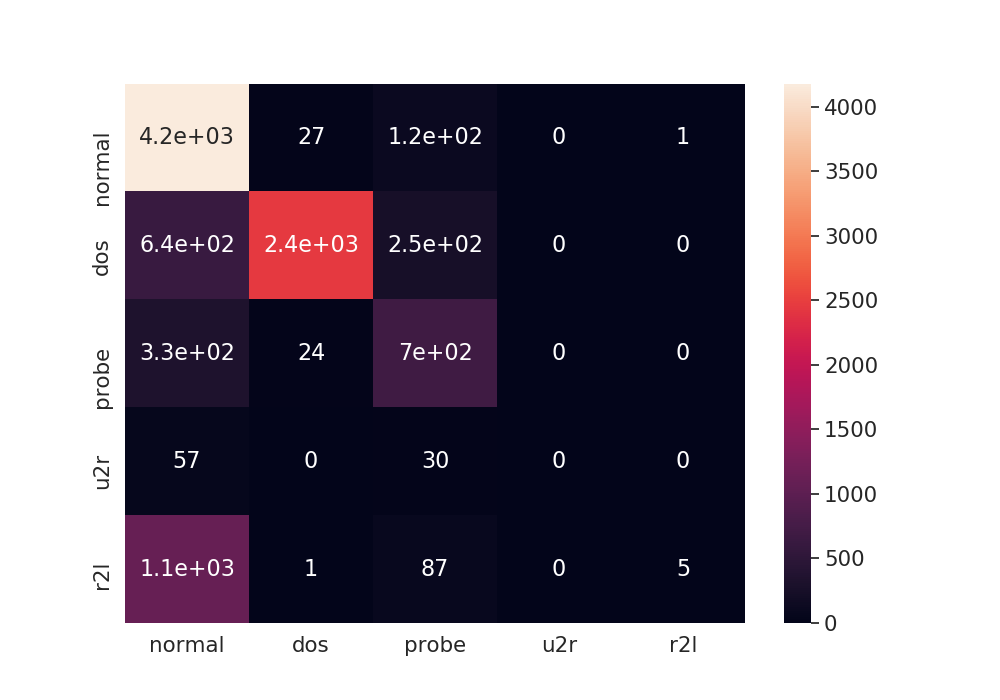 normal 4.2e+03 27 1.2e+02 0 1
dos 6.4e+02 2.4e+03 2.5e+02 0 0
probe 3.3e+02 24 7e+02 0 0
u2r 57 0 30 0 0
r2l 1.1e+03 1 87 0 5
normal dos probe u2r r2l
4000
3500
3000
2500
2000
1500
1000
500
0